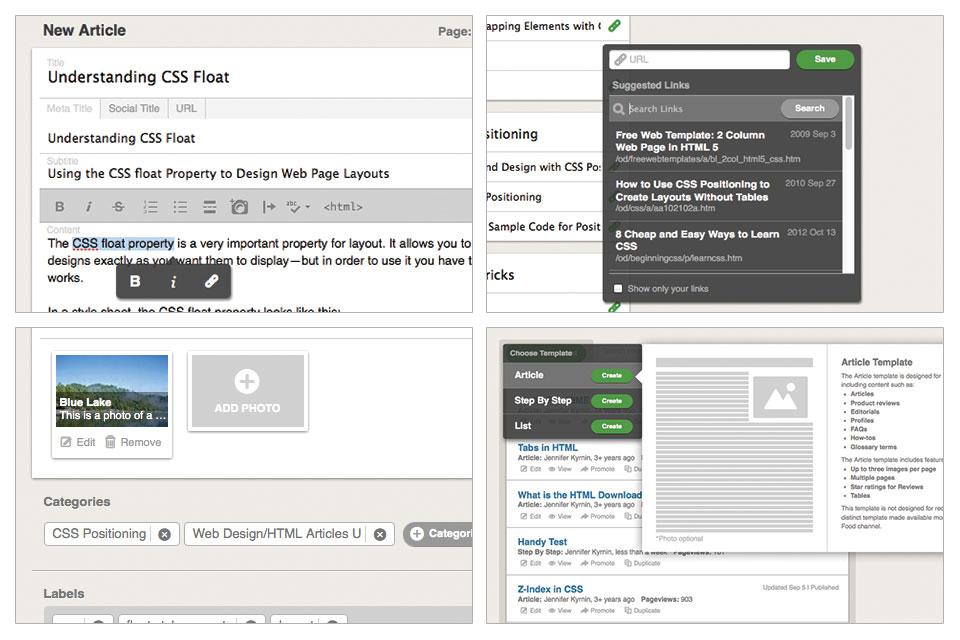 New Article
Page:
Title
Understanding CSS Float
Meta Title
Social Title
URL
Understanding CSS Float
Subtitle
Using the CSS float Property to Design Web Page Layouts
B i S ABC <html>
Content
The CSS float property is a very important property for layout. It allows you to
designs exactly as you want them to display—but in order to use it you have t
works.
B i
In a style sheet, the CSS float property looks like this:
apping Elements with C
itioning
nd Design with CSS Pos
Positioning
Sample Code for Posit
ricks
URL
Save
Suggested Links
Search Links
Search
Free Web Template: 2 Column
Web Page in HTML 5
2009 Sep 3
/od/freewebtemplates/a/bl_2col_html5_css.htm
How to Use CSS Positioning to
Create Layouts Without Tables
2010 Sep 27
/od/css/a/aa102102a.htm
8 Cheap and Easy Ways to Learn
CSS
2012 Oct 13
/od/beginningcss/p/learncss.htm
Show only your links
Blue Lake
This is a photo of a ...
Edit
Remove
ADD PHOTO
Categories
CSS Positioning
Web Design/HTML Articles U
Categori
Labels
Choose Template
Article
Create
Step By Step
Create
List
Create
Tabs in HTML
Article: Jennifer Kyrnin, 3+ years ago
Edit View Promote Du
What is the HTML Download
Article: Jennifer Kyrnin, 3+ years ago
Edit View Promote Du
Handy Test
Step By Step: Jennifer Kyrnin, less than a week Pageviews: 101
Edit View Promote Duplicate
Z-Index in CSS
Updated Sep 5 | Published
Article: Jennifer Kyrnin, 3+ years ago Pageviews: 903
Edit View Promote Duplicate
*Photo optional
Article Template
The Article template is designed for
including content such as:
• Articles
• Product reviews
• Editorials
• Profiles
• FAQs
• How-tos
• Glossary terms
The Article template includes feature
• Up to three images per page
• Multiple pages
• Star ratings for Reviews
• Tables
This template is not designed for rec
distinct template made available mo
Food channel.